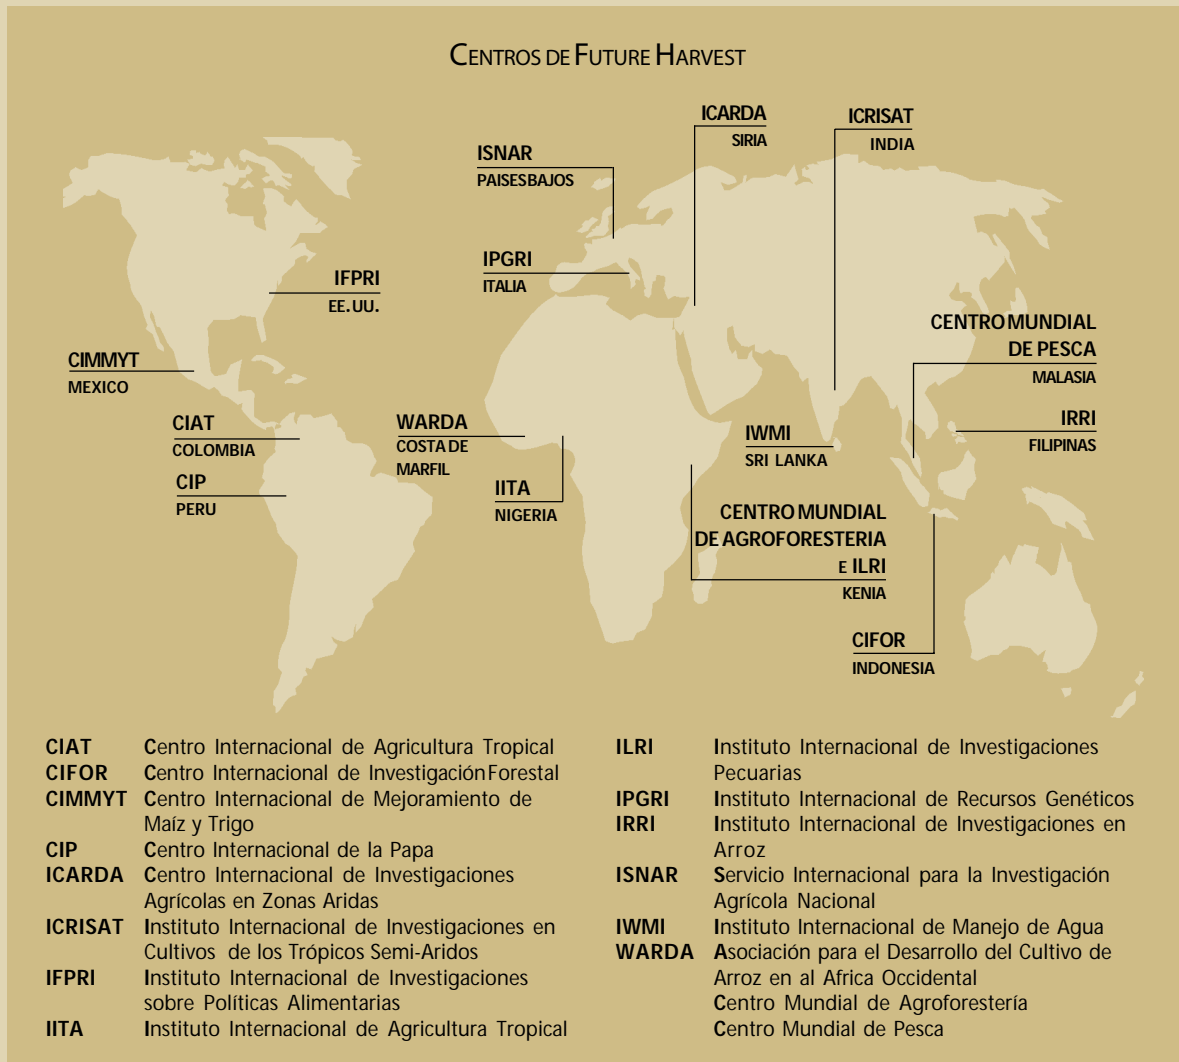 CENTROS DE FUTURE HARVEST
ICARDA
SIRIA
ICRISAT
INDIA
ISNAR
PAISES BAJOS
IPGRI
ITALIA
IFPRI
EE.UU.
CENTRO MUNDIAL
DE PESCA
MALASIA
CIMMYT
MEXICO
CIAT
COLOMBIA
WARDA
COSTA DE
MARFIL
IWMI
SRI LANKA
IRRI
FILIPINAS
CIP
PERU
IITA
NIGERIA
CENTRO MUNDIAL
DE AGROFORESTERIA
E ILRI
KENIA
CIFOR
INDONESIA
CIAT Centro Internacional de Agricultura Tropical
CIFOR Centro Internacional de Investigación Forestal
CIMMYT Centro Internacional de Mejoramiento de
Maíz y Trigo
CIP Centro Internacional de la Papa
ICARDA Centro Internacional de Investigaciones
Agrícolas en Zonas Aridas
ICRISAT Instituto Internacional de Investigaciones en
Cultivos de los Trópicos Semi-Aridos
IFPRI Instituto Internacional de Investigaciones
sobre Políticas Alimentarias
IITA Instituto Internacional de Agricultura Tropical
ILRI Instituto Internacional de Investigaciones
Pecuarias
IPGRI Instituto Internacional de Recursos Genéticos
IRRI Instituto Internacional de Investigaciones en
Arroz
ISNAR Servicio Internacional para la Investigación
Agrícola Nacional
IWMI Instituto Internacional de Manejo de Agua
WARDA Asociación para el Desarrollo del Cultivo de
Arroz en al Africa Occidental
Centro Mundial de Agroforestería
Centro Mundial de Pesca